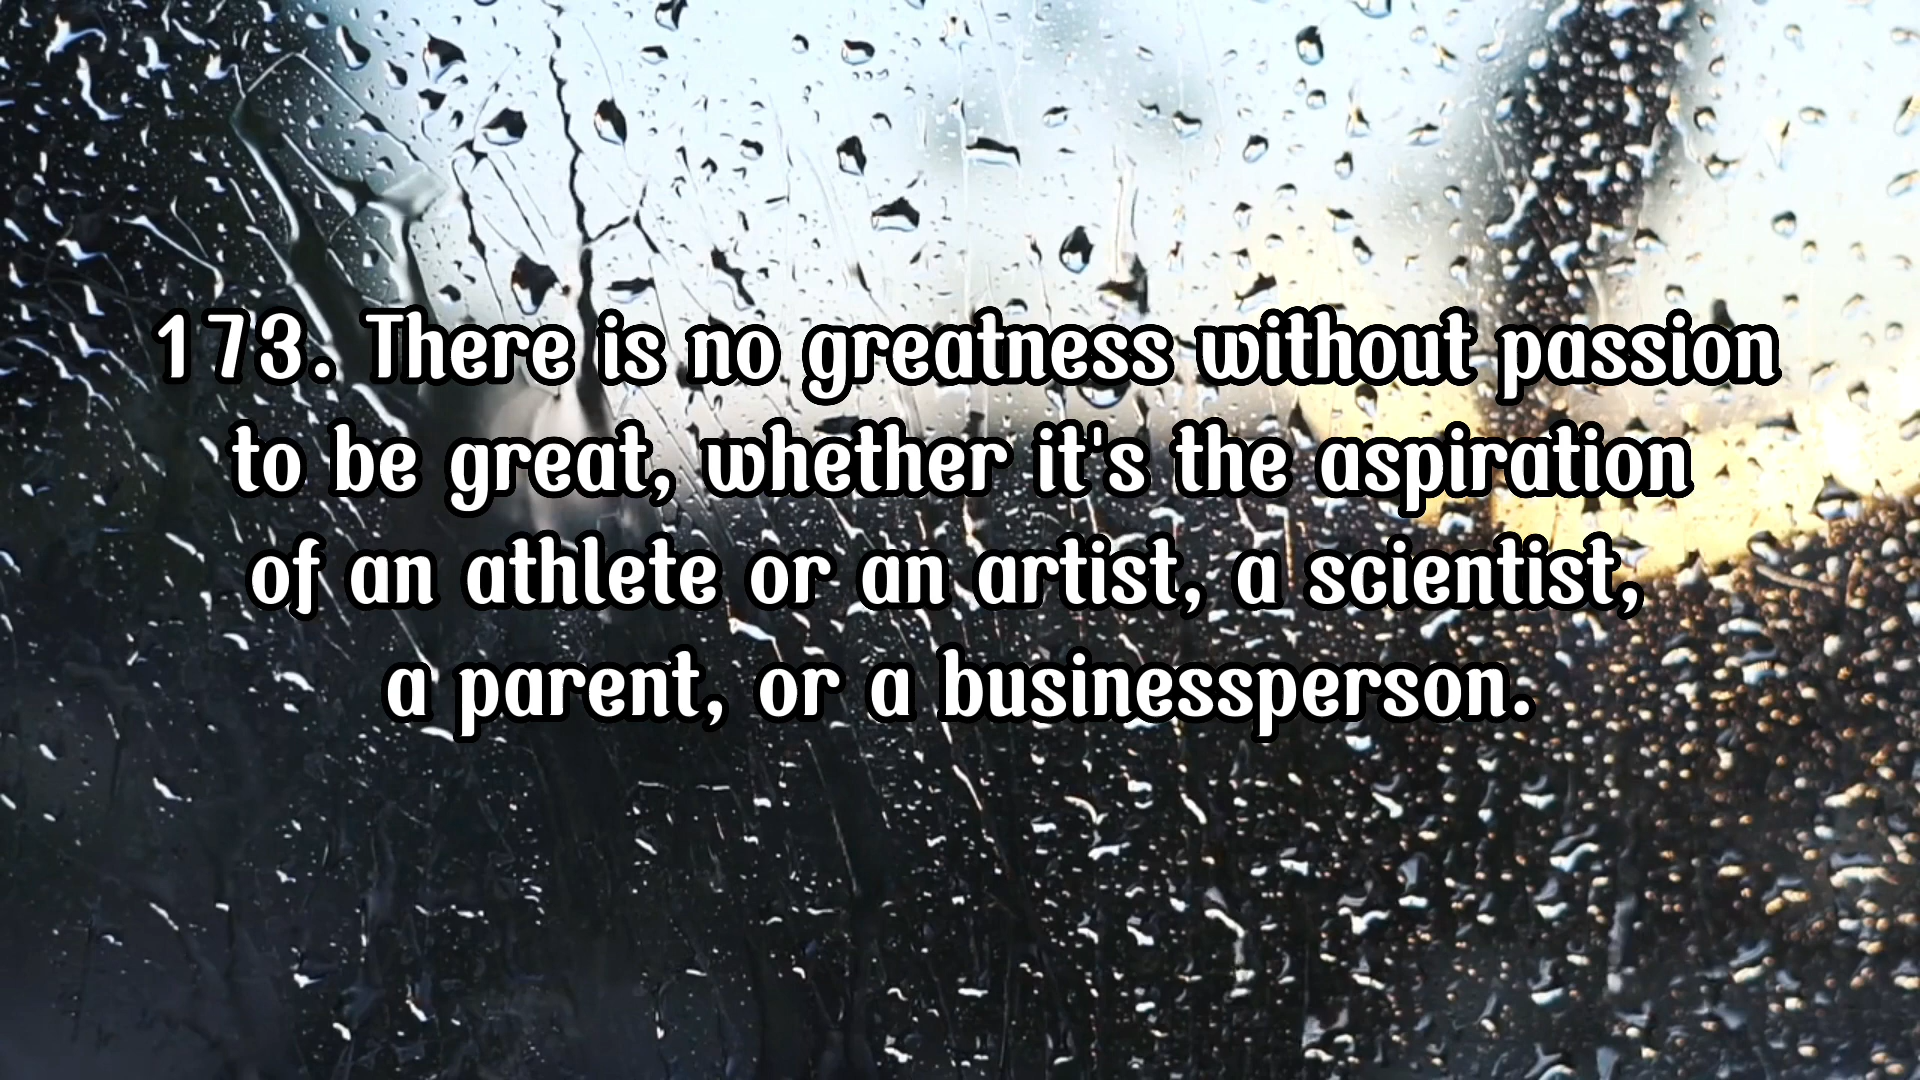 173. There is no greatness without passion
to be great, whether it's the aspiration
of an athlete or an artist, a scientist,
a parent, or a businessperson.